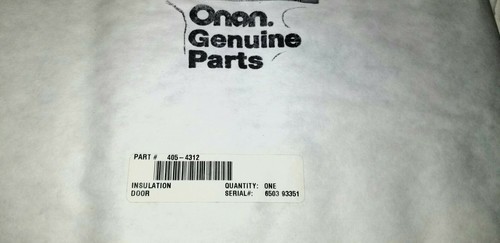 Onan.
Genuine
Parts
PART # 405-4312
INSULATION QUANTITY: ONE
DOOR SERIAL#: 6503 93351